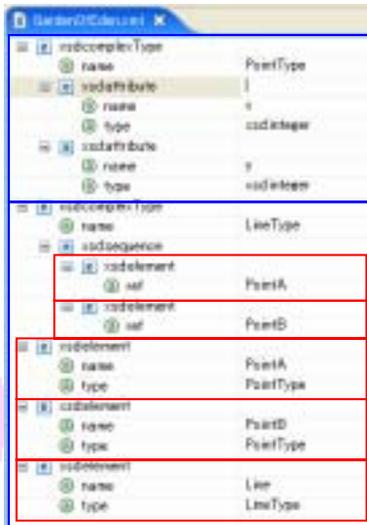 GardenOfEden.xml
xsd:complexType
name PointType
xsd:attribute
name x
type xsd:integer
xsd:attribute
name y
type xsd:integer
xsd:complexType
name LineType
xsd:sequence
xsd:element
ref PointA
xsd:element
ref PointB
xsd:element
name PointA
type PointType
xsd:element
name PointB
type PointType
xsd:element
name Line
type LineType